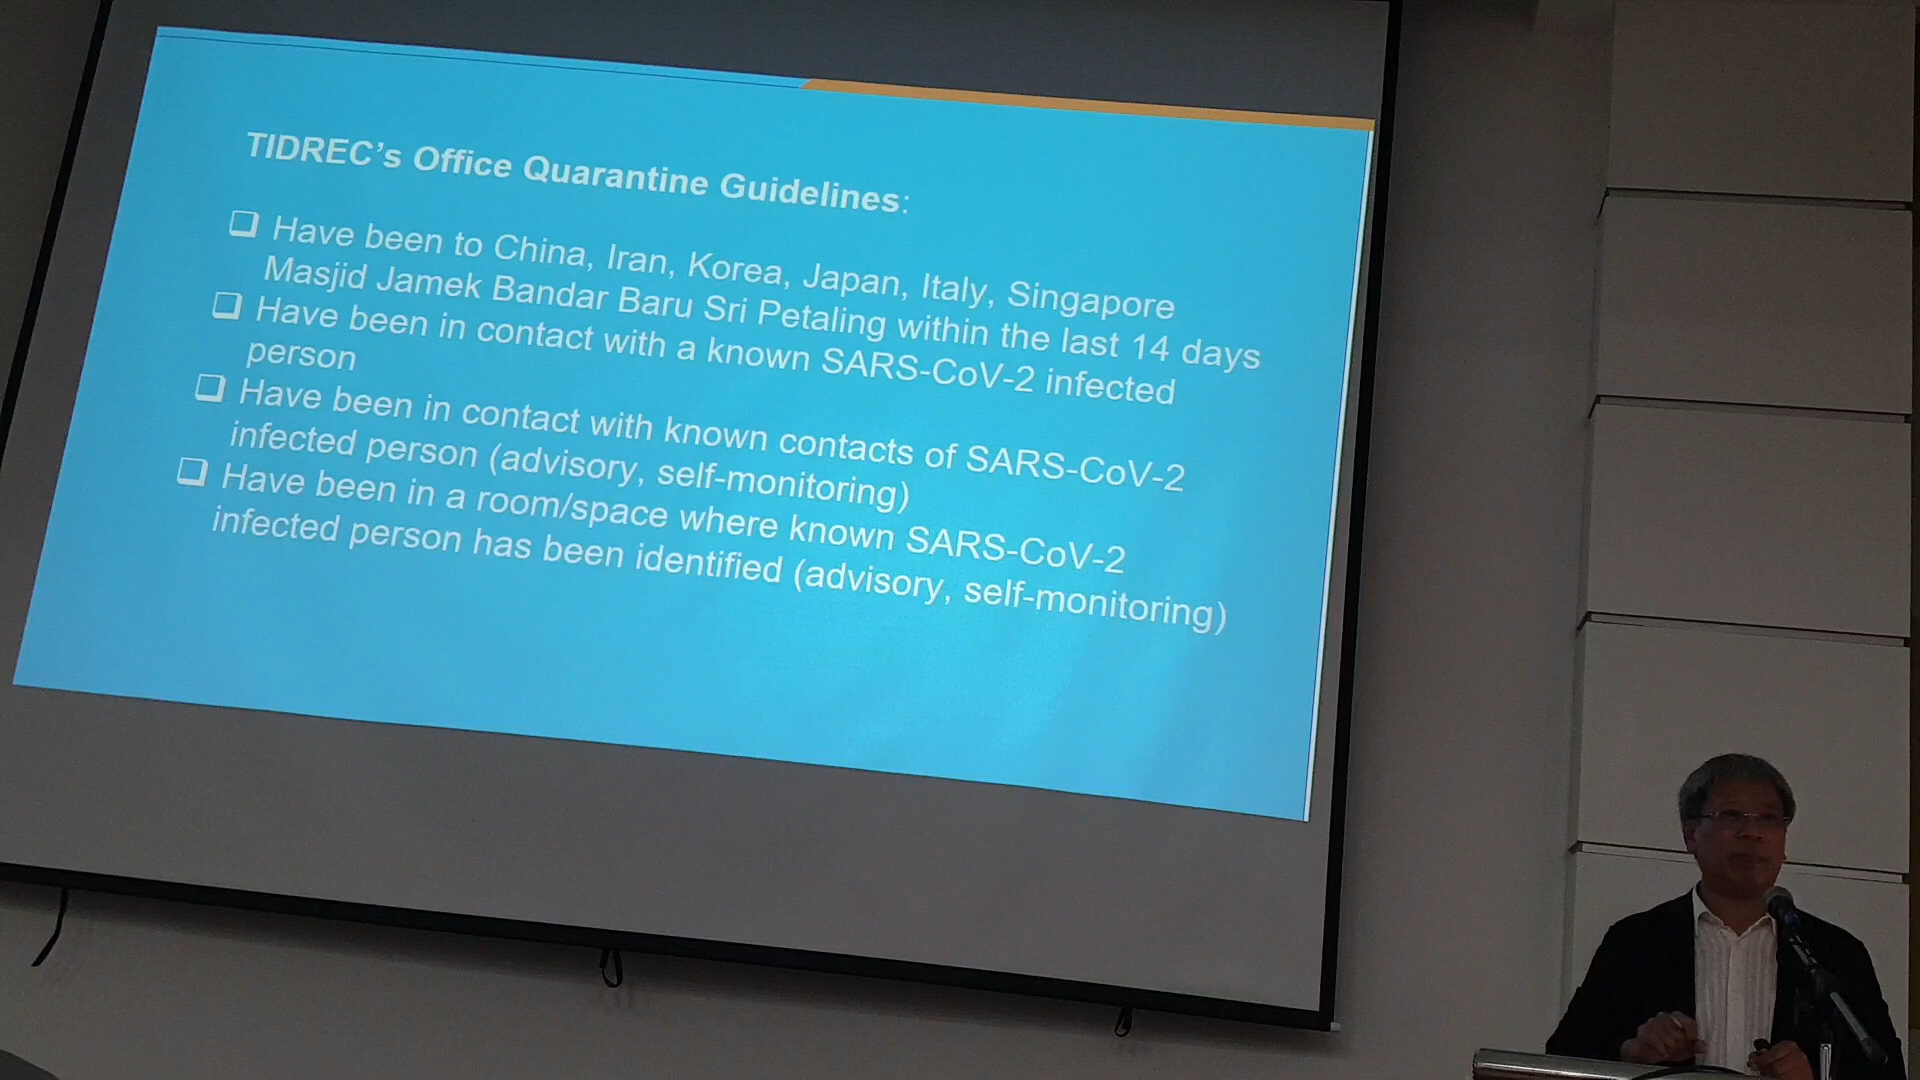 TIDREC's Office Quarantine Guidelines:
❑ Have been to China, Iran, Korea, Japan, Italy, Singapore
Masjid Jamek Bandar Baru Sri Petaling within the last 14 days
❑ Have been in contact with a known SARS-CoV-2 infected
person
❑ Have been in contact with known contacts of SARS-CoV-2
infected person (advisory, self-monitoring)
❑ Have been in a room/space where known SARS-CoV-2
infected person has been identified (advisory, self-monitoring)